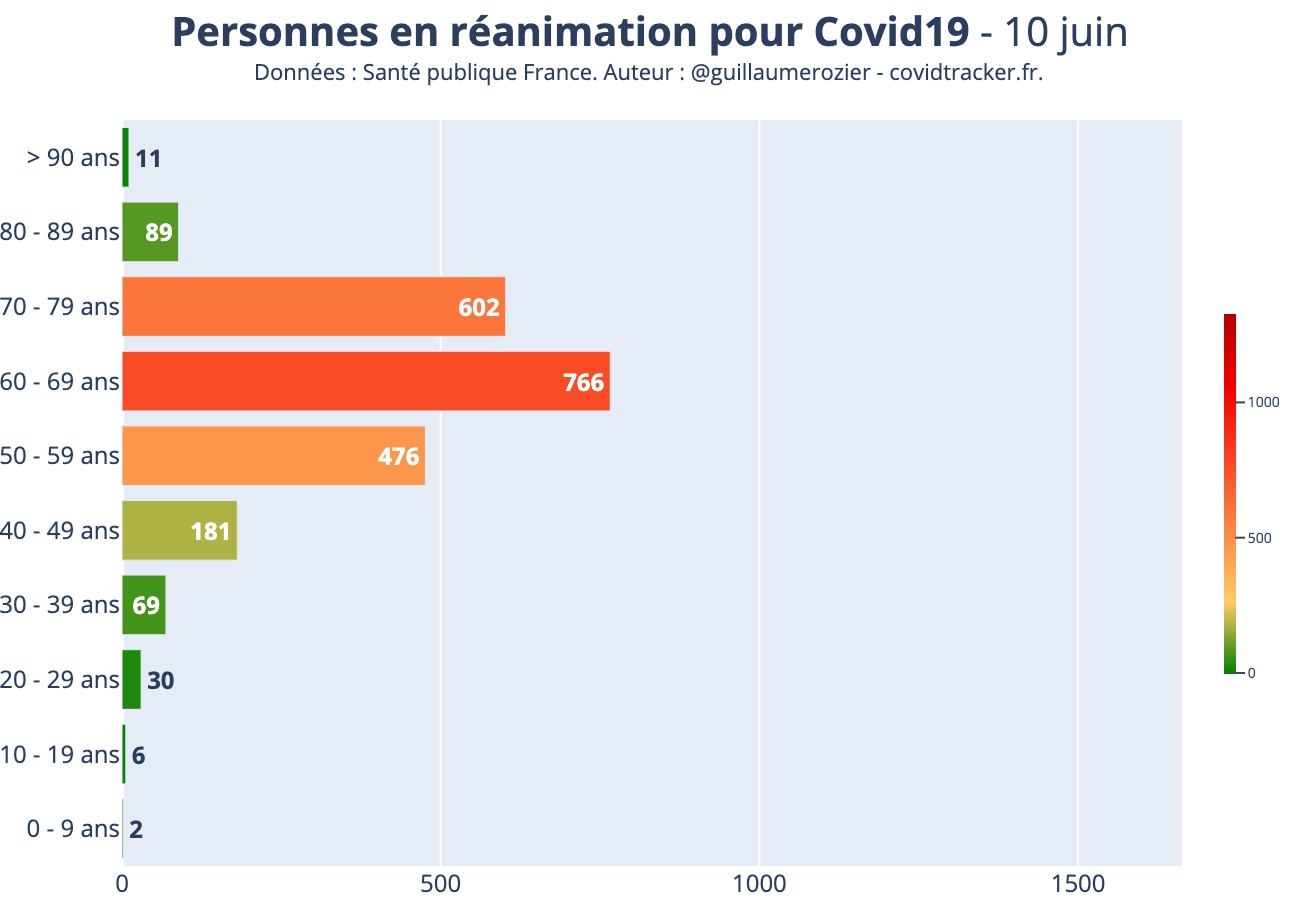 Personnes en réanimation pour Covid19 - 10 juin
Données : Santé publique France. Auteur : @guillaumerozier - covidtracker.fr.
> 90 ans 11
80 - 89 ans 89
70 - 79 ans 602
60 - 69 ans 766
50 - 59 ans 476
40 - 49 ans 181
30 - 39 ans 69
20 - 29 ans 30
10 - 19 ans 6
0 - 9 ans 2
0 500 1000 1500
1000
500
0